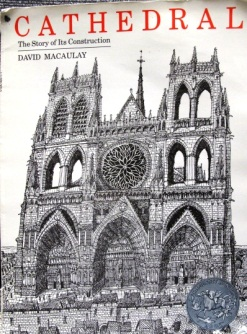 CATHEDRAL
The Story of Its Construction
DAVID MACAULAY